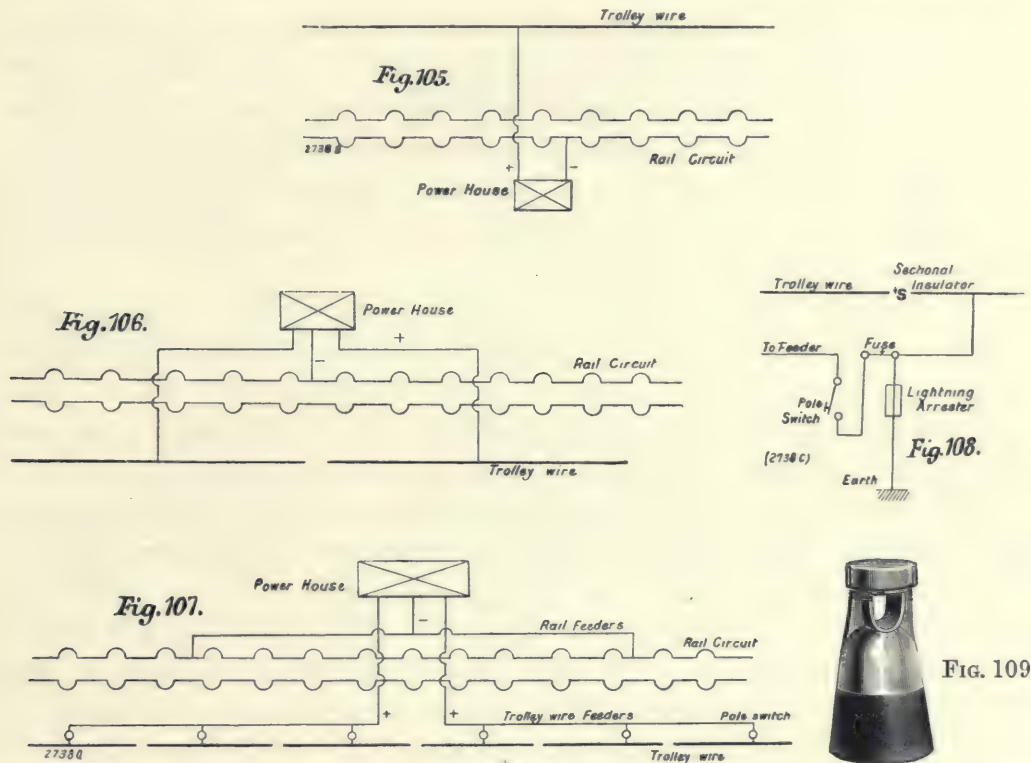 Trolley wire
Fig.105.
2738 B
Rail Circuit
+ -
Power House
Power House
Fig.106.
+
-
Rail Circuit
Trolley wire
Sectional
Insulator
Trolley wire
S
To Feeder
Fuse
Pole
Switch
Lightning
Arrester
Fig.108.
(2738 C)
Earth
Power House
Fig.107.
-
Rail Feeders
Rail Circuit
FIG. 109
+ +
Trolley wire Feeders
Pole switch
2738 A
Trolley wire